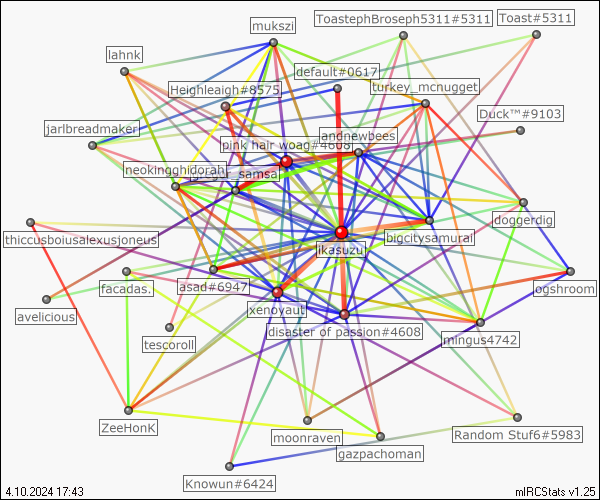 ToastephBroseph5311#5311
Toast#5311
mukszi
lahnk
default#0617
Heighleaigh#8575
turkey_mcnugget
Duck™#9103
jarlbreadmaker
andnewbees
pink hair woag#4608
neokingghidorah
_samsa
doggerdig
thiccusboiusalexusjoneus
bigcitysamurai
ikasuzu
facadas.
asad#6947
ogshroom
xenoyaut
avelicious
disaster of passion#4608
mingus4742
tescoroll
ZeeHonK
moonraven
Random Stuf6#5983
gazpachoman
Knowun#6424
4.10.2024 17:43
mIRCStats v1.25